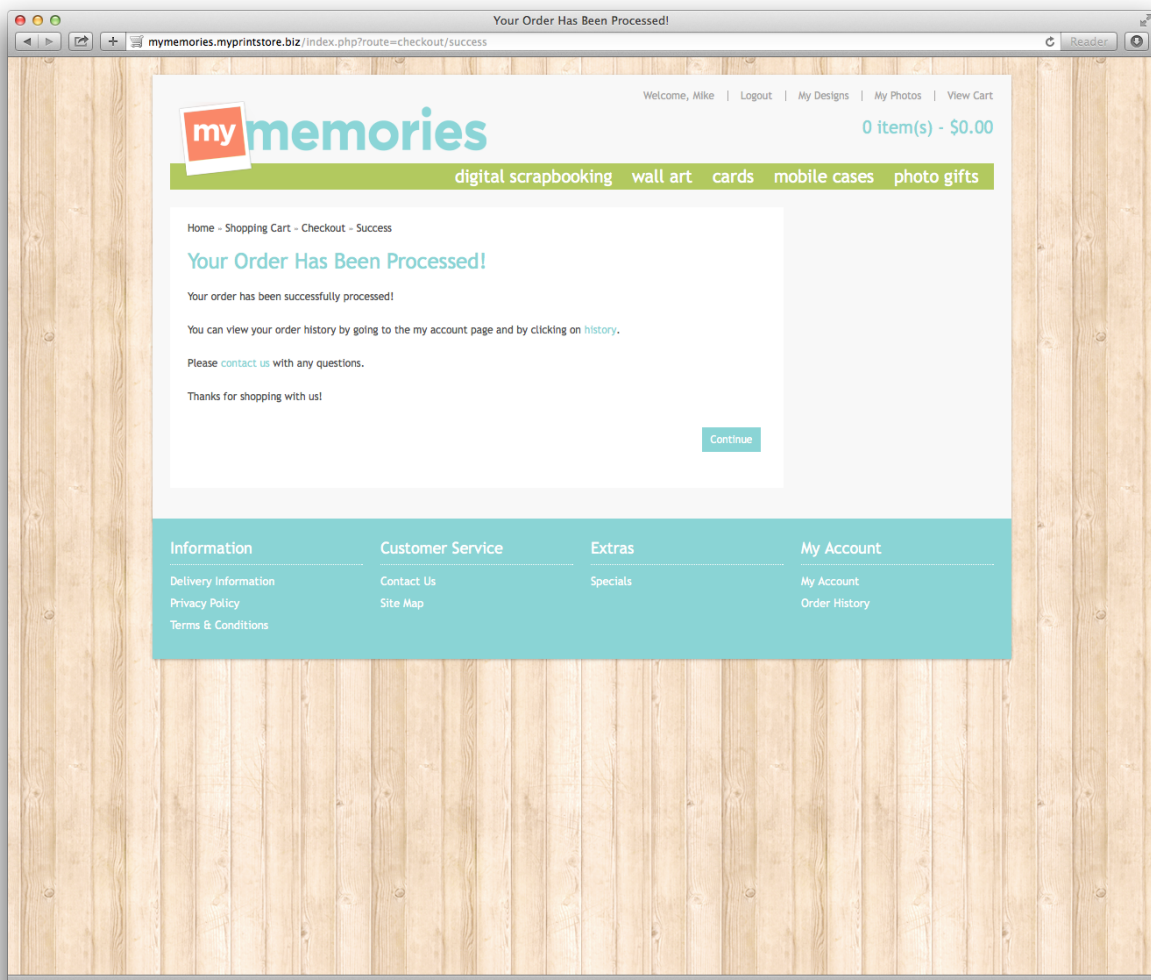 Your Order Has Been Processed!
mymemories.myprintstore.biz/index.php?route=checkout/success
Reader
Welcome, Mike | Logout | My Designs | My Photos | View Cart
my memories
0 item(s) - $0.00
digital scrapbooking wall art cards mobile cases photo gifts
Home » Shopping Cart » Checkout » Success
Your Order Has Been Processed!
Your order has been successfully processed!
You can view your order history by going to the my account page and by clicking on history.
Please contact us with any questions.
Thanks for shopping with us!
Continue
Information
Delivery Information
Privacy Policy
Terms & Conditions
Customer Service
Contact Us
Site Map
Extras
Specials
My Account
My Account
Order History